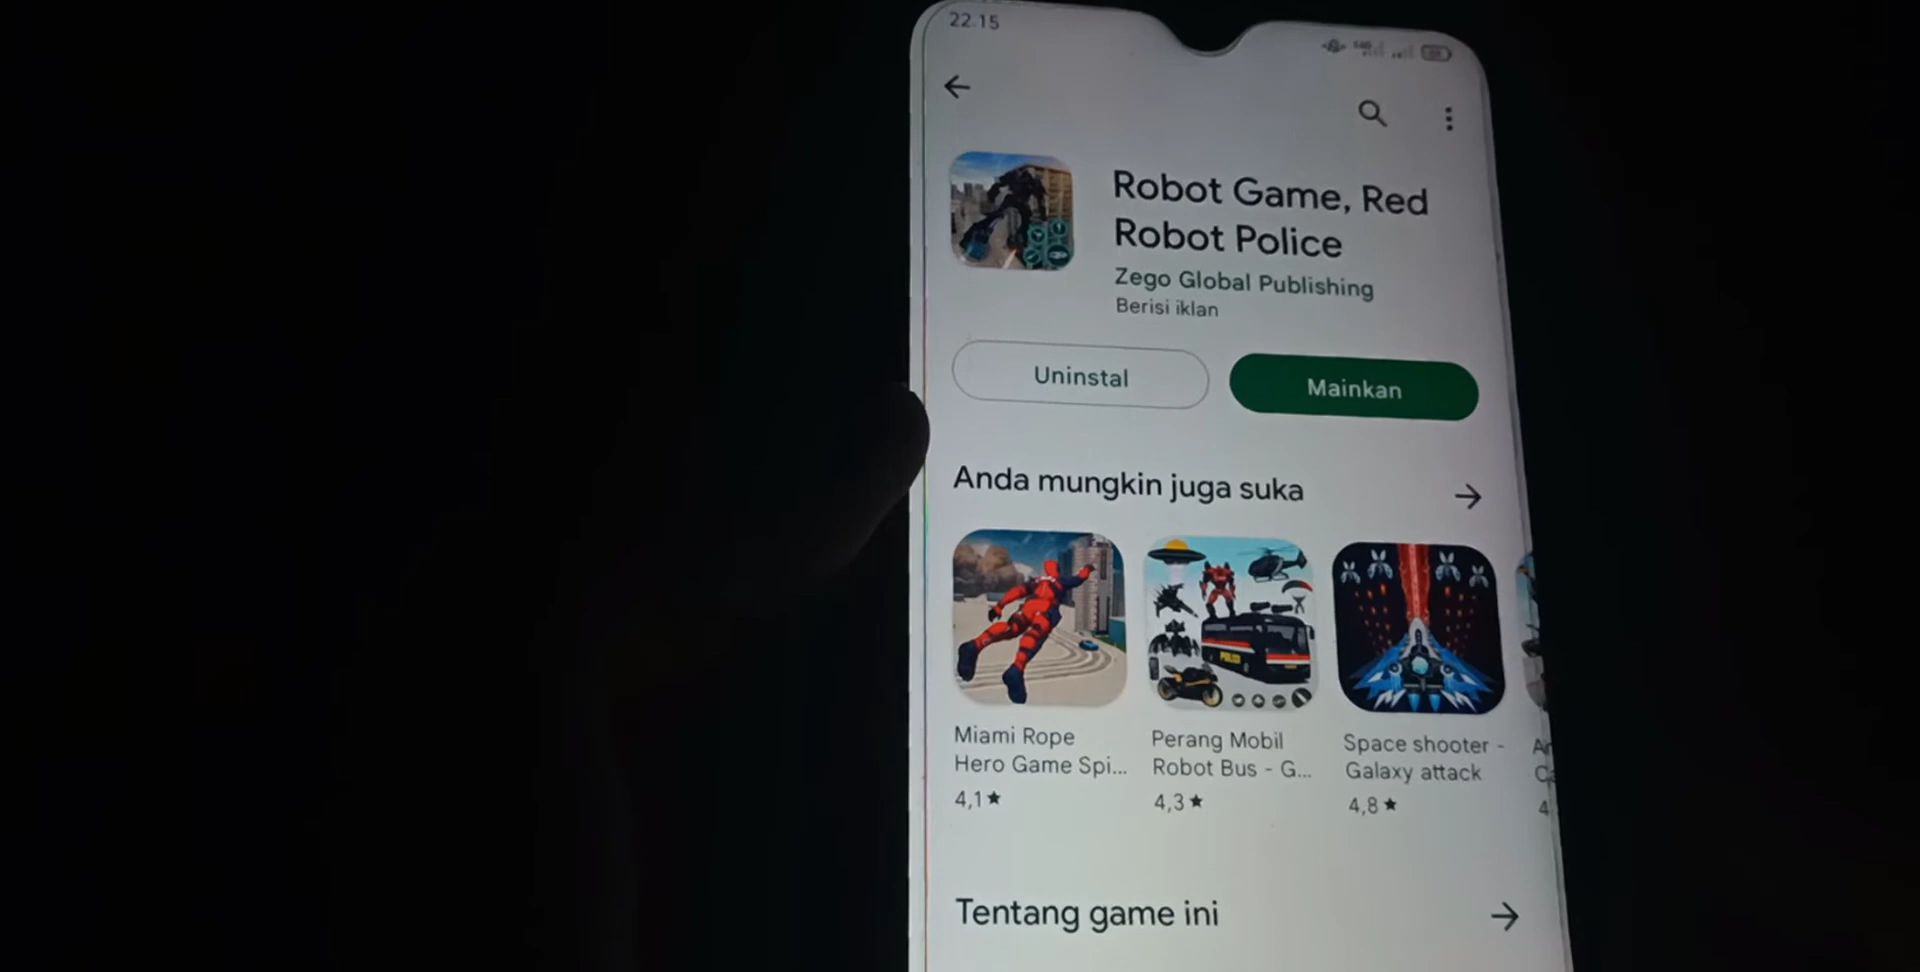 22.15
Robot Game, Red
Robot Police
Zego Global Publishing
Berisi iklan
Uninstal
Mainkan
Anda mungkin juga suka
POLISI
Miami Rope
Hero Game Spi...
4,1★
Perang Mobil
Robot Bus - G...
4,3★
Space shooter -
Galaxy attack
4,8★
4
Tentang game ini